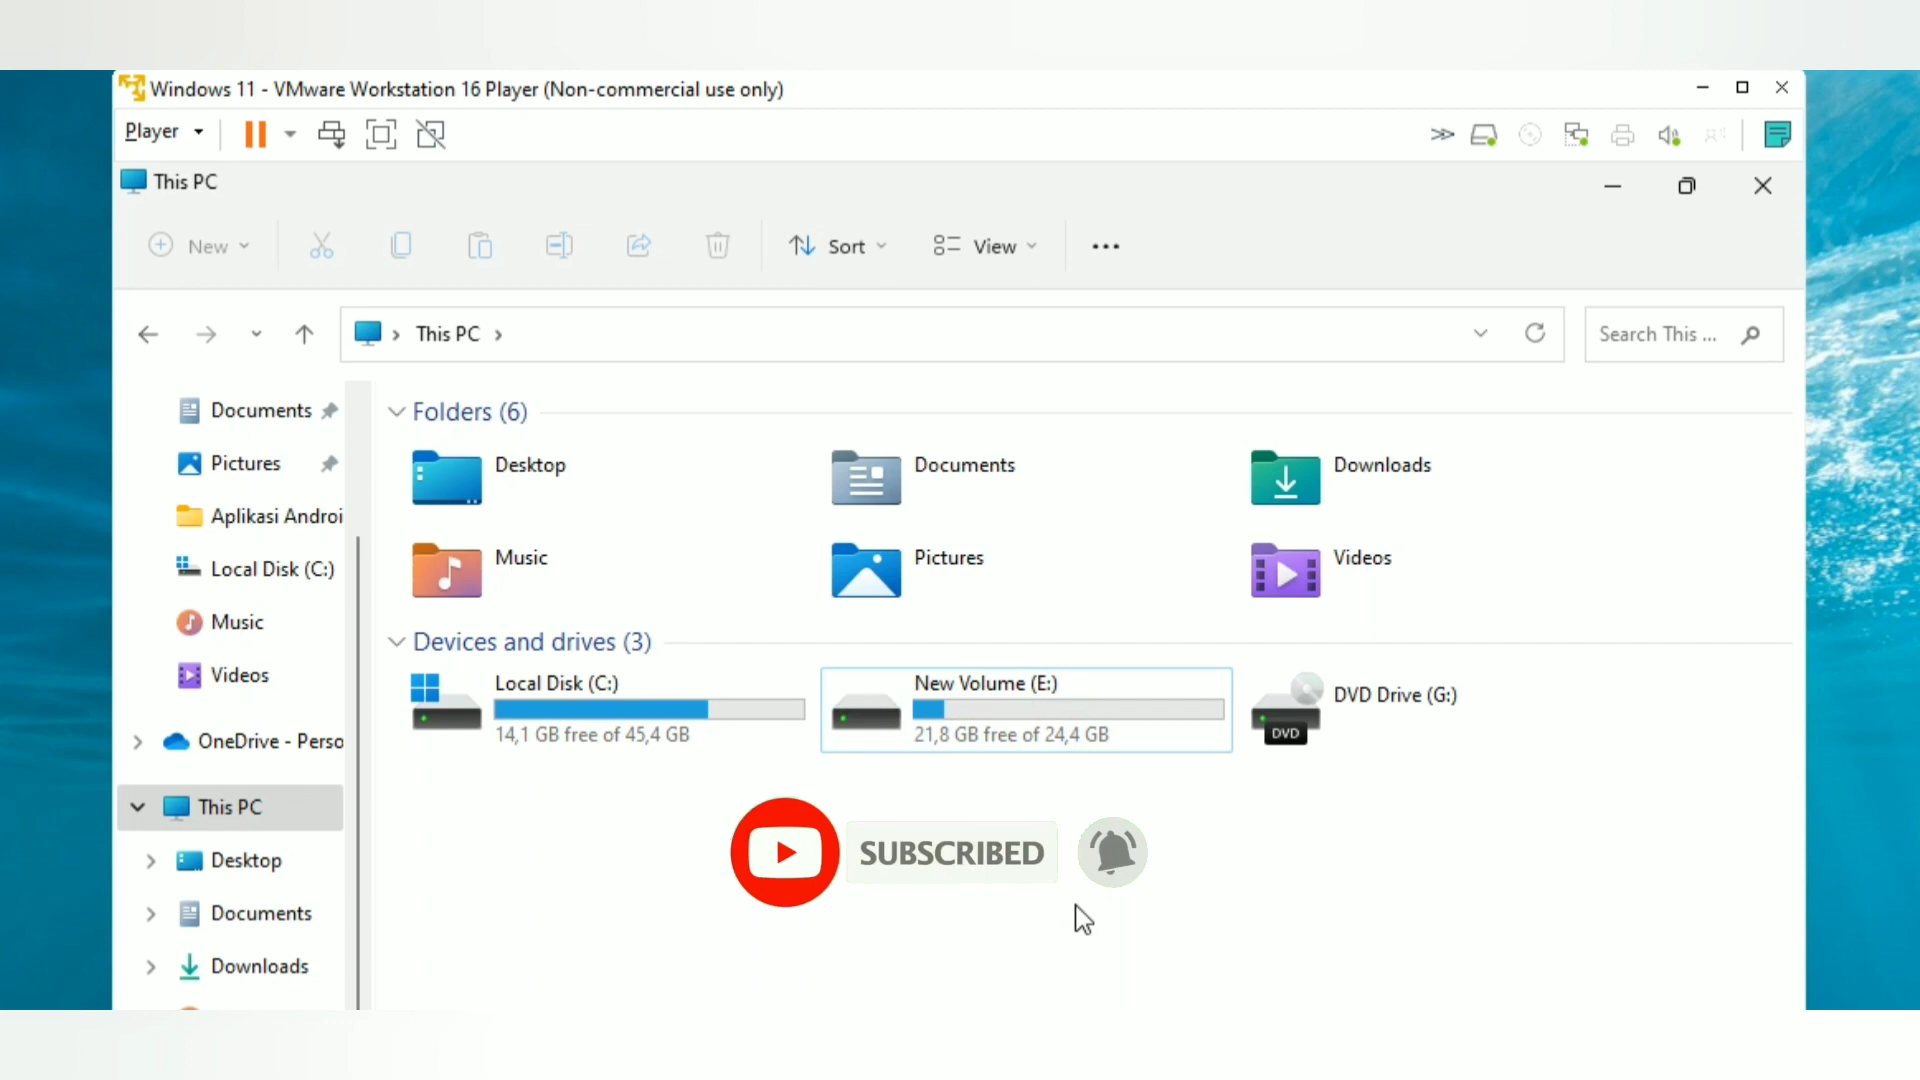 Windows 11 - VMware Workstation 16 Player (Non-commercial use only)
Player
This PC
New
Sort
View
This PC
Search This ...
Documents
Pictures
Aplikasi Androi
Local Disk (C:)
Music
Videos
OneDrive - Perso
This PC
Desktop
Documents
Downloads
Folders (6)
Desktop
Documents
Downloads
Music
Pictures
Videos
Devices and drives (3)
Local Disk (C:)
14,1 GB free of 45,4 GB
New Volume (E:)
21,8 GB free of 24,4 GB
DVD Drive (G:)
DVD
SUBSCRIBED